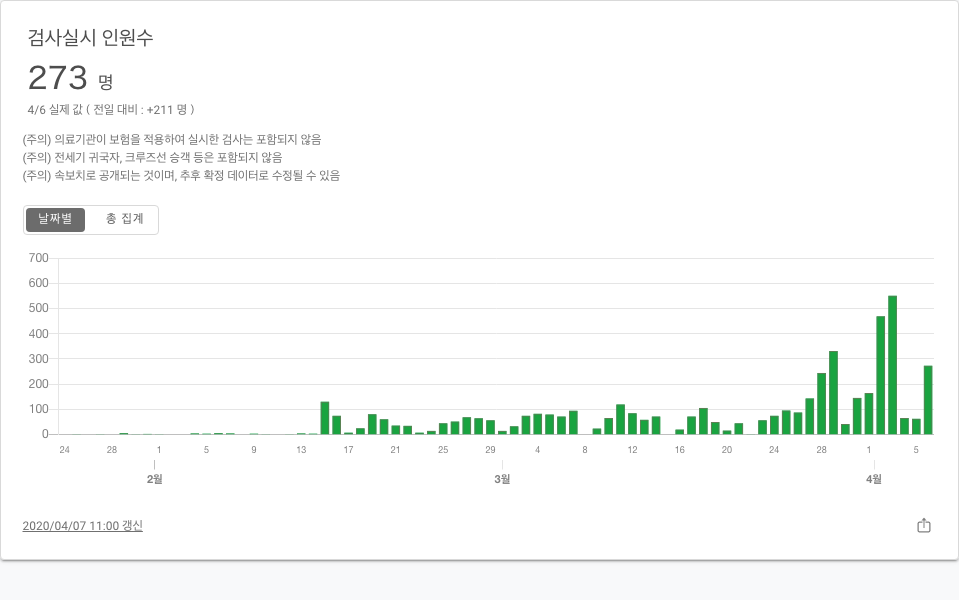 검사실시 인원수
273 명
4/6 실제 값 ( 전일 대비 : +211 명 )
(주의) 의료기관이 보험을 적용하여 실시한 검사는 포함되지 않음
(주의) 전세기 귀국자, 크루즈선 승객 등은 포함되지 않음
(주의) 속보치로 공개되는 것이며, 추후 확정 데이터로 수정될 수 있음
날짜별 총 집계
700
600
500
400
300
200
100
0
24 28 1 5 9 13 17 21 25 29 4 8 12 16 20 24 28 1 5
2월 3월 4월
2020/04/07 11:00 갱신